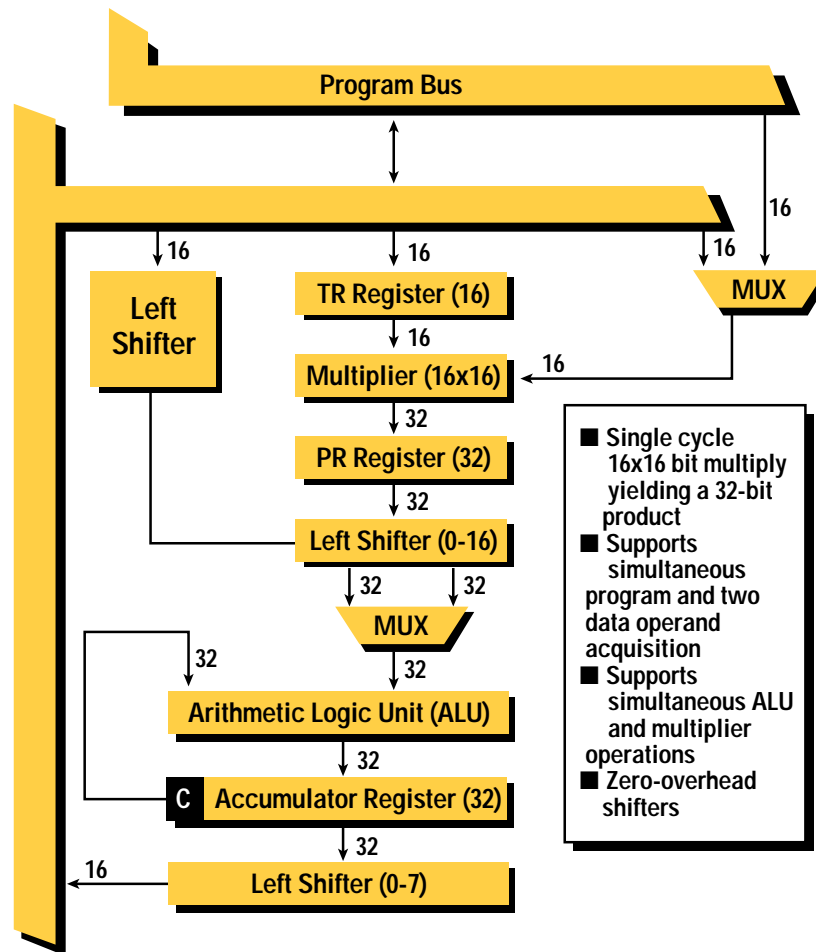 Program Bus
16
16
16
16
Left
Shifter
TR Register (16)
MUX
16
Multiplier (16x16)
16
32
PR Register (32)
32
Left Shifter (0-16)
32
32
MUX
32
32
Arithmetic Logic Unit (ALU)
32
C
Accumulator Register (32)
32
16
Left Shifter (0-7)
■ Single cycle
16x16 bit multiply
yielding a 32-bit
product
■ Supports
simultaneous
program and two
data operand
acquisition
■ Supports
simultaneous ALU
and multiplier
operations
■ Zero-overhead
shifters